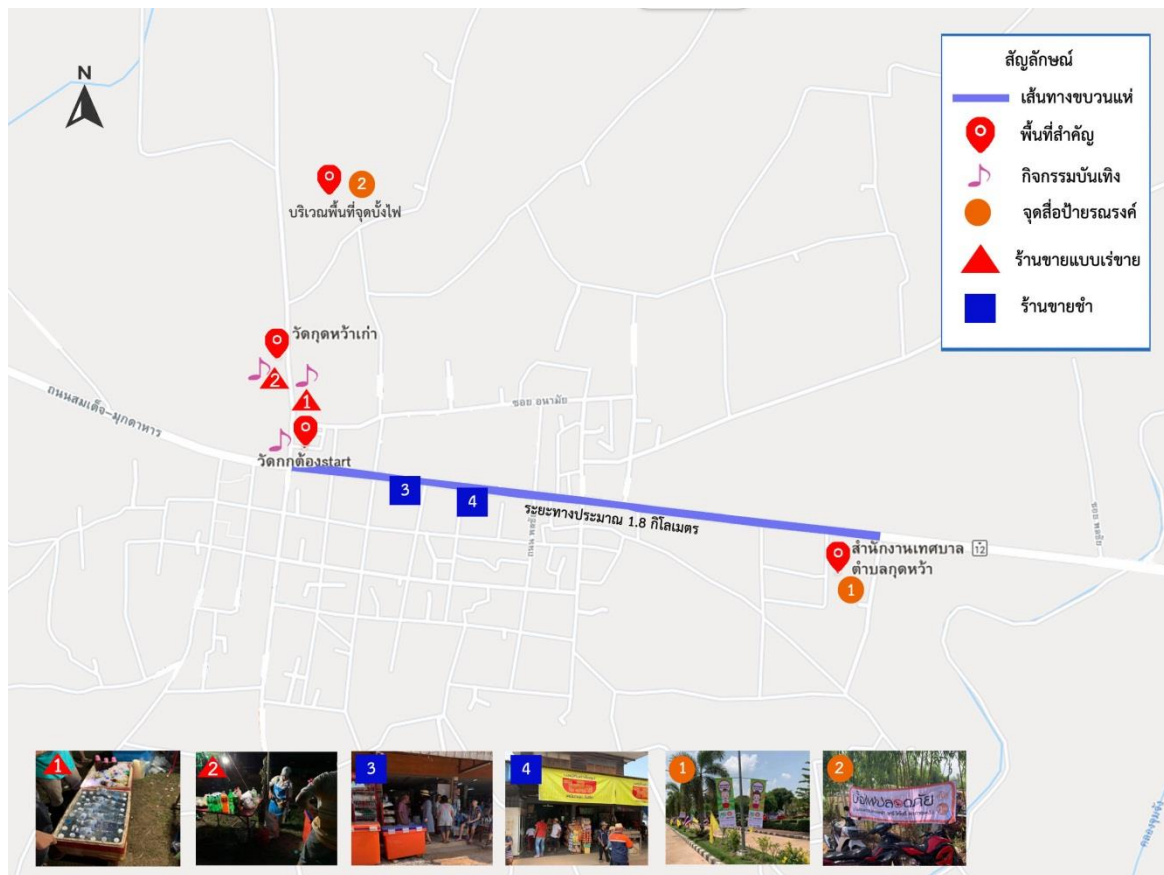 N
สัญลักษณ์
เส้นทางขบวนแห่
พื้นที่สำคัญ
กิจกรรมบันเทิง
จุดสื่อป้ายรณรงค์
ร้านขายแบบเร่ขาย
ร้านขายชำ
2
บริเวณพื้นที่จุดบั้งไฟ
วัดกุดหว้าเก่า
2
1
ถนนสมเด็จ-มุกดาหาร
ซอย อนามัย
วัดกกต้องstart
3
4
ระยะทางประมาณ 1.8 กิโลเมตร
สำนักงานเทศบาล
ตำบลกุดหว้า
12
1
1
2
3
4
1
2